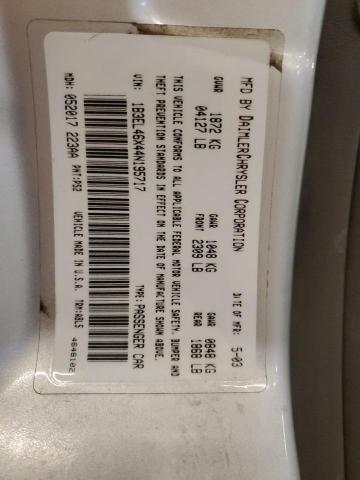 MFD BY DAIMLERCHRYSLER CORPORATION DATE OF MFR: 5-03
GVWR GAWR FRONT GAWR REAR
1872 KG 1048 KG 0848 KG
04127 LB 2309 LB 1868 LB
THIS VEHICLE CONFORMS TO ALL APPLICABLE FEDERAL MOTOR VEHICLE SAFETY, BUMPER AND
THEFT PREVENTION STANDARDS IN EFFECT ON THE DATE OF MANUFACTURE SHOWN ABOVE.
VIN: 1B3EL46X44N195717 TYPE: PASSENGER CAR
MDH: 052017 223AA PNT:PS2 VEHICLE MADE IN U.S.A. TRM:ABL5 4648102